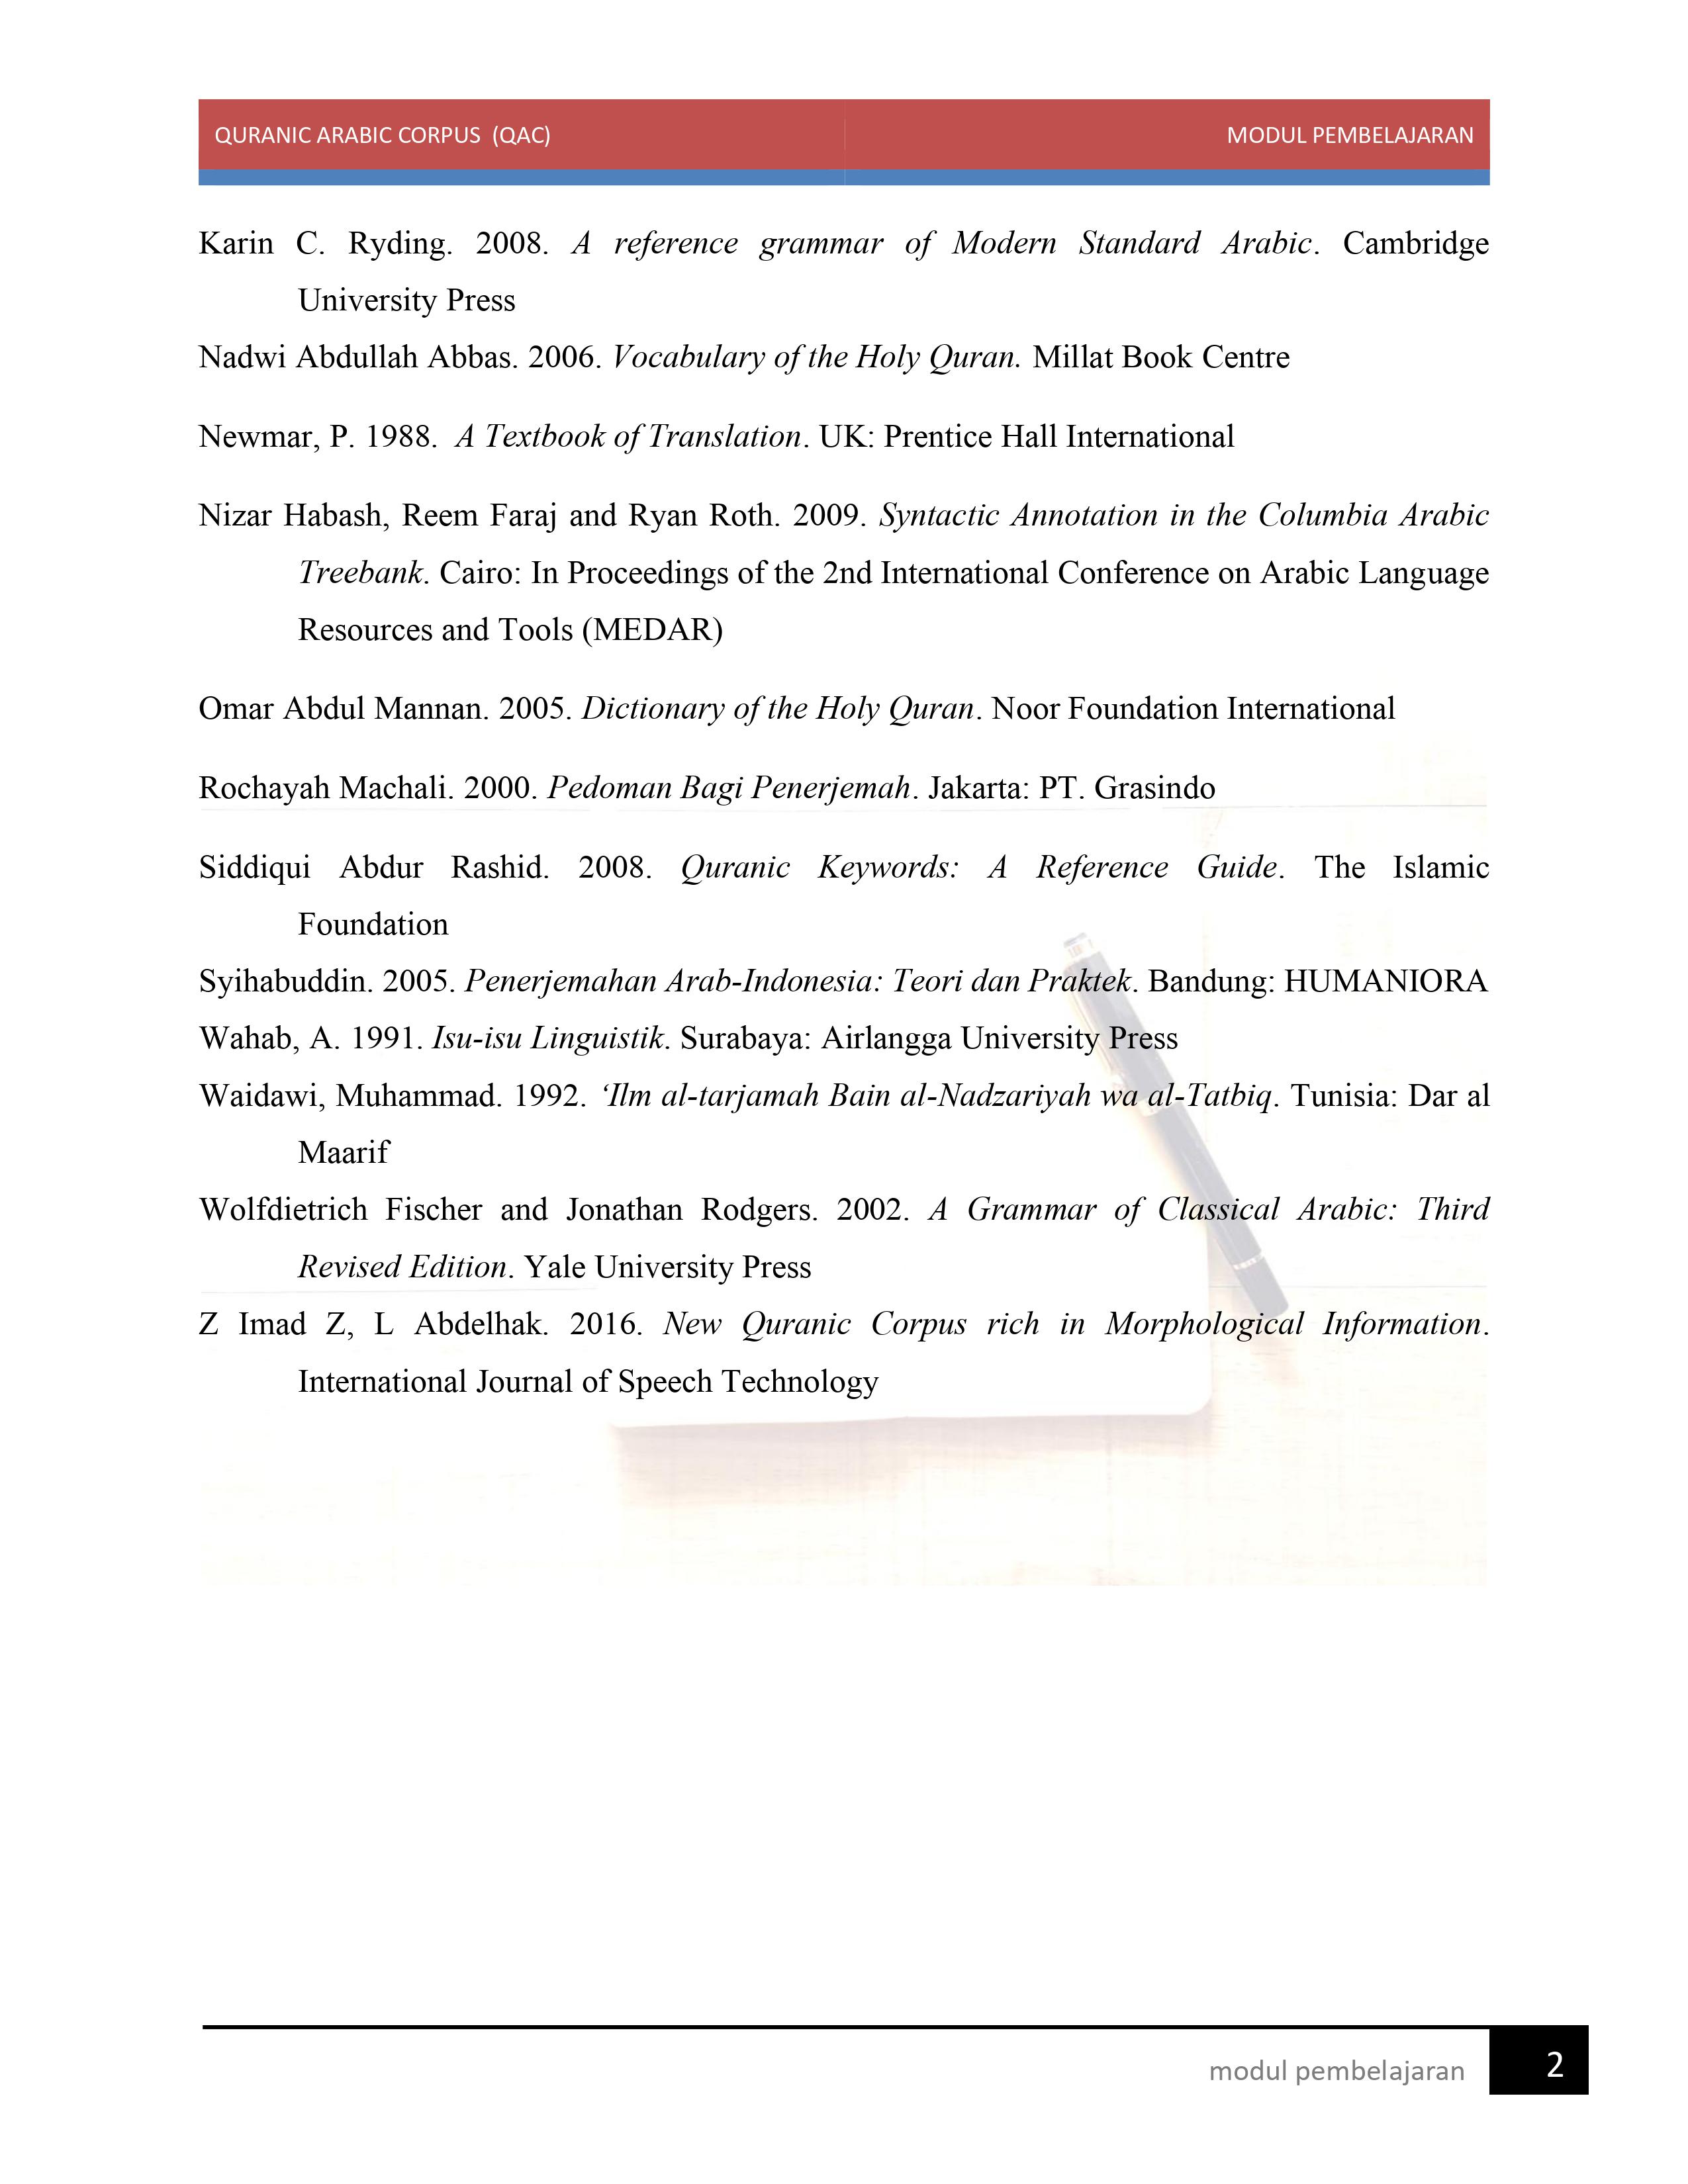 QURANIC ARABIC CORPUS (QAC) MODUL PEMBELAJARAN
Karin C. Ryding. 2008. A reference grammar of Modern Standard Arabic. Cambridge
University Press
Nadwi Abdullah Abbas. 2006. Vocabulary of the Holy Quran. Millat Book Centre
Newmar, P. 1988. A Textbook of Translation. UK: Prentice Hall International
Nizar Habash, Reem Faraj and Ryan Roth. 2009. Syntactic Annotation in the Columbia Arabic
Treebank. Cairo: In Proceedings of the 2nd International Conference on Arabic Language
Resources and Tools (MEDAR)
Omar Abdul Mannan. 2005. Dictionary of the Holy Quran. Noor Foundation International
Rochayah Machali. 2000. Pedoman Bagi Penerjemah. Jakarta: PT. Grasindo
Siddiqui Abdur Rashid. 2008. Quranic Keywords: A Reference Guide. The Islamic
Foundation
Syihabuddin. 2005. Penerjemahan Arab-Indonesia: Teori dan Praktek. Bandung: HUMANIORA
Wahab, A. 1991. Isu-isu Linguistik. Surabaya: Airlangga University Press
Waidawi, Muhammad. 1992. ‘Ilm al-tarjamah Bain al-Nadzariyah wa al-Tatbiq. Tunisia: Dar al
Maarif
Wolfdietrich Fischer and Jonathan Rodgers. 2002. A Grammar of Classical Arabic: Third
Revised Edition. Yale University Press
Z Imad Z, L Abdelhak. 2016. New Quranic Corpus rich in Morphological Information.
International Journal of Speech Technology
modul pembelajaran 2